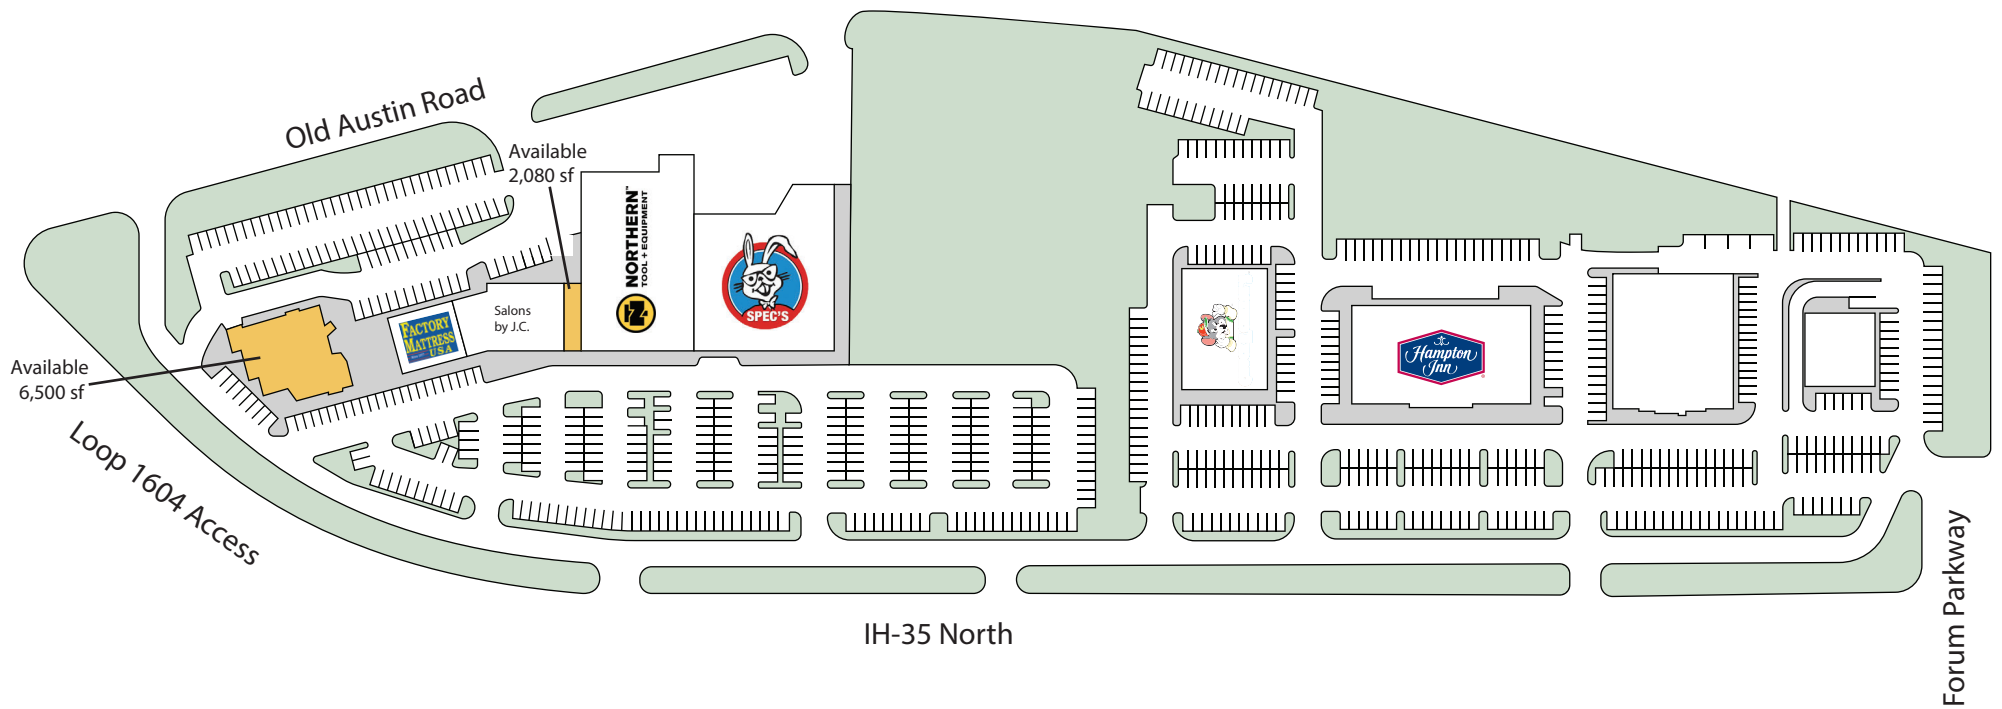 Old Austin Road
Available
2,080 sf
NORTHERN™
TOOL + EQUIPMENT
SPEC'S
Salons
by J.C.
FACTORY
MATTRESS
USA
Available
6,500 sf
Hampton
Inn®
Loop 1604 Access
IH-35 North
Forum Parkway